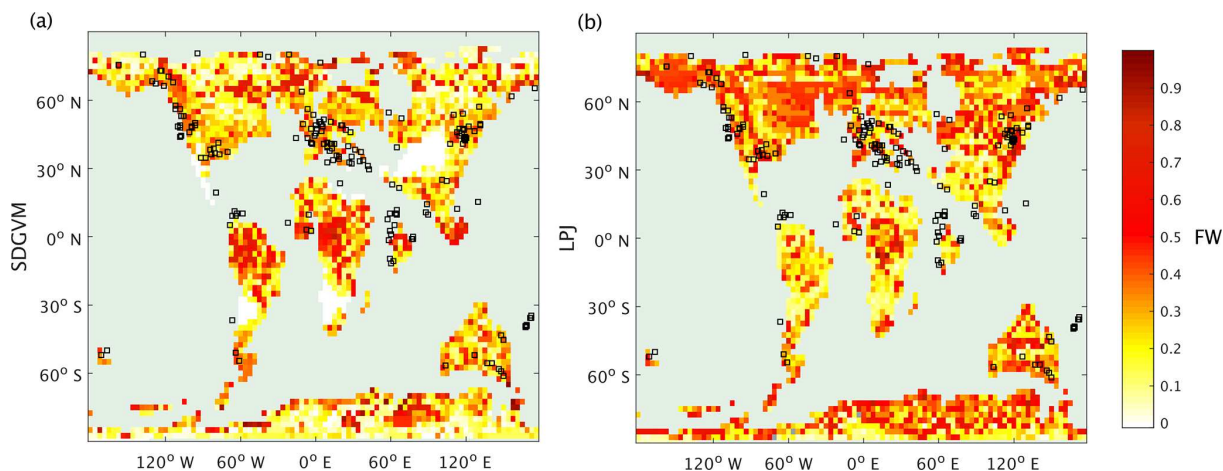 (a)
(b)
SDGVM
60° N
30° N
0° N
30° S
60° S
120° W
60° W
0° E
60° E
120° E
LPJ
60° N
30° N
0° N
30° S
60° S
120° W
60° W
0° E
60° E
120° E
0.9
0.8
0.7
0.6
0.5
0.4
0.3
0.2
0.1
0
FW